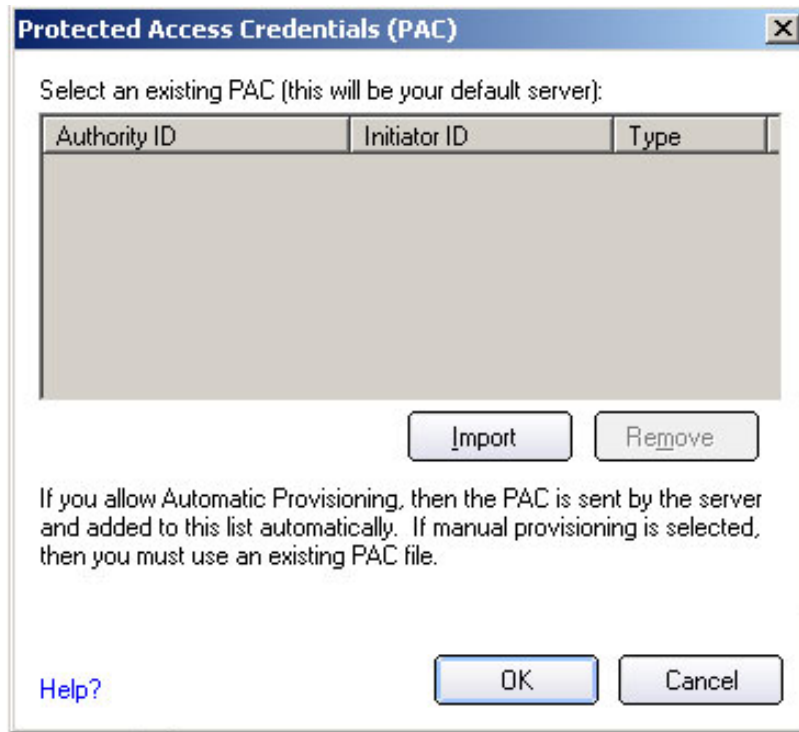 Protected Access Credentials (PAC)
Select an existing PAC (this will be your default server):
Authority ID Initiator ID Type
Import Remove
If you allow Automatic Provisioning, then the PAC is sent by the server
and added to this list automatically. If manual provisioning is selected,
then you must use an existing PAC file.
Help? OK Cancel